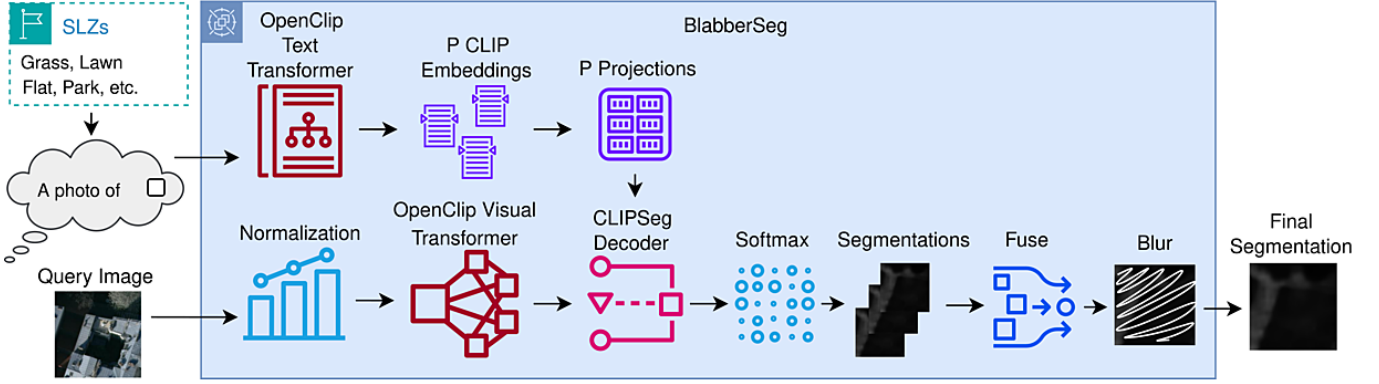 SLZs
Grass, Lawn
Flat, Park, etc.
A photo of
Query Image
BlabberSeg
OpenClip
Text
Transformer
P CLIP
Embeddings
P Projections
Normalization
OpenClip Visual
Transformer
CLIPSeg
Decoder
Softmax
Segmentations
Fuse
Blur
Final
Segmentation